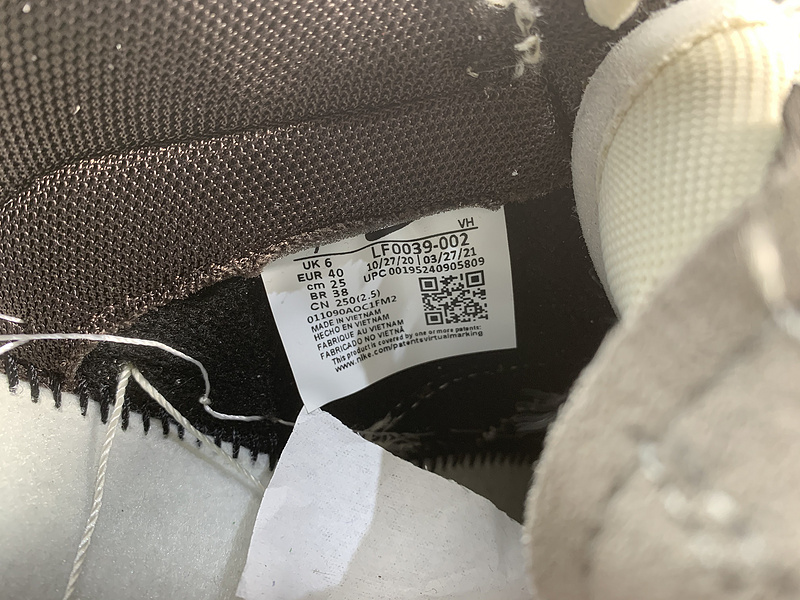 VH
LF0039-002
UK 6
10/27/20 | 03/27/21
EUR 40
UPC 00195240905809
cm 25
BR 38
CN 250(2.5)
011090AOC1FM2
MADE IN VIETNAM
HECHO EN VIETNAM
FABRIQUE AU VIETNAM
FABRICADO NO VIETNÃ
This product is covered by one or more patents:
www.nike.com/patentsvirtualmarking